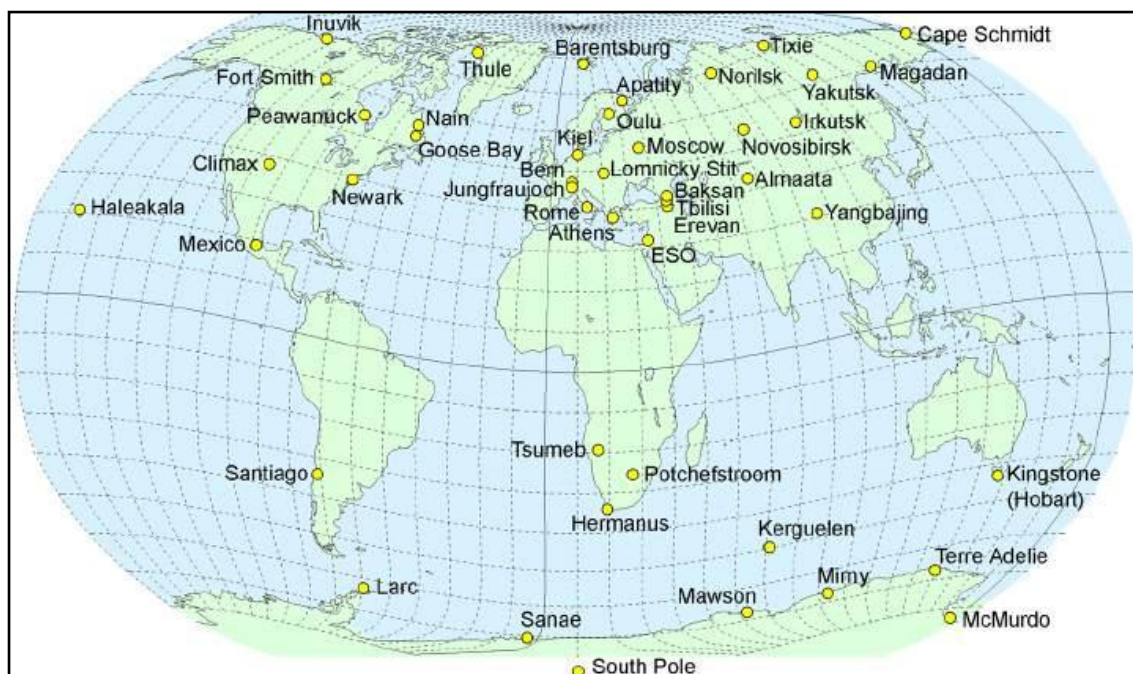 Inuvik
Cape Schmidt
Barentsburg
Tixie
Thule
Fort Smith
Norilsk
Magadan
Yakutsk
Apatity
Peawanuck
Nain
Oulu
Irkutsk
Kiel
Moscow
Novosibirsk
Goose Bay
Climax
Bern
Lomnicky Stit
Almaata
Jungfraujoch
Baksan
Newark
Haleakala
Rome
Tbilisi
Yangbajing
Athens
Erevan
Mexico
ESO
Tsumeb
Santiago
Potchefstroom
Kingstone
(Hobart)
Hermanus
Kerguelen
Terre Adelie
Larc
Mirny
Mawson
Sanae
McMurdo
South Pole